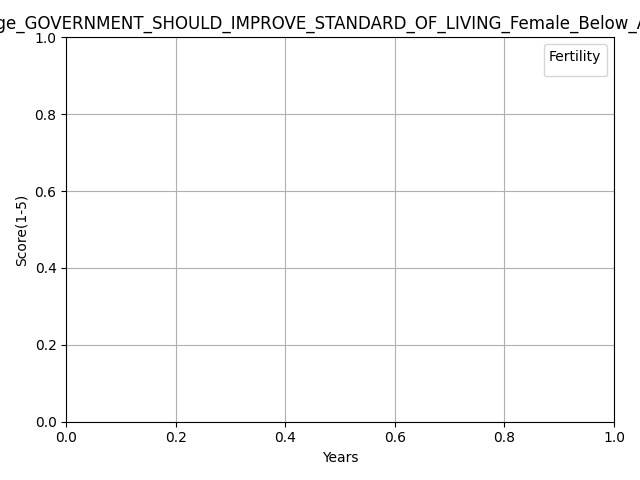 ge_GOVERNMENT_SHOULD_IMPROVE_STANDARD_OF_LIVING_Female_Below_A
Fertility
1.0
0.8
0.6
0.4
0.2
0.0
Score(1-5)
0.0 0.2 0.4 0.6 0.8 1.0
Years